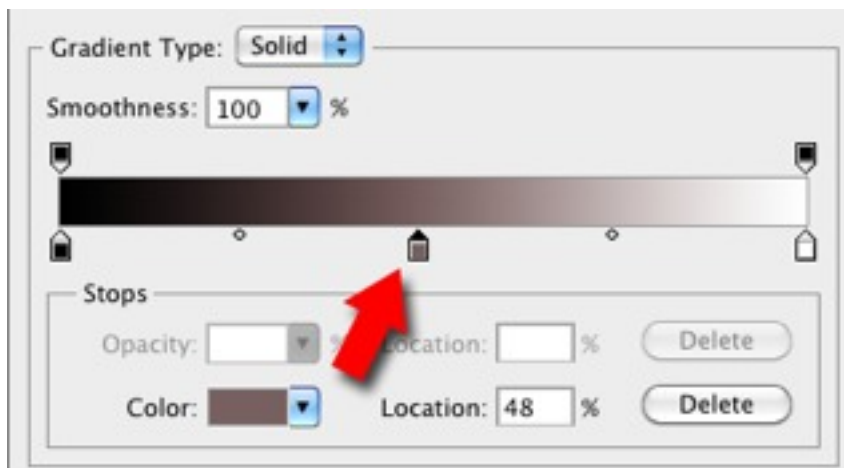 Gradient Type: Solid
Smoothness: 100 %
Stops
Opacity: % Location: % Delete
Color: Location: 48 % Delete